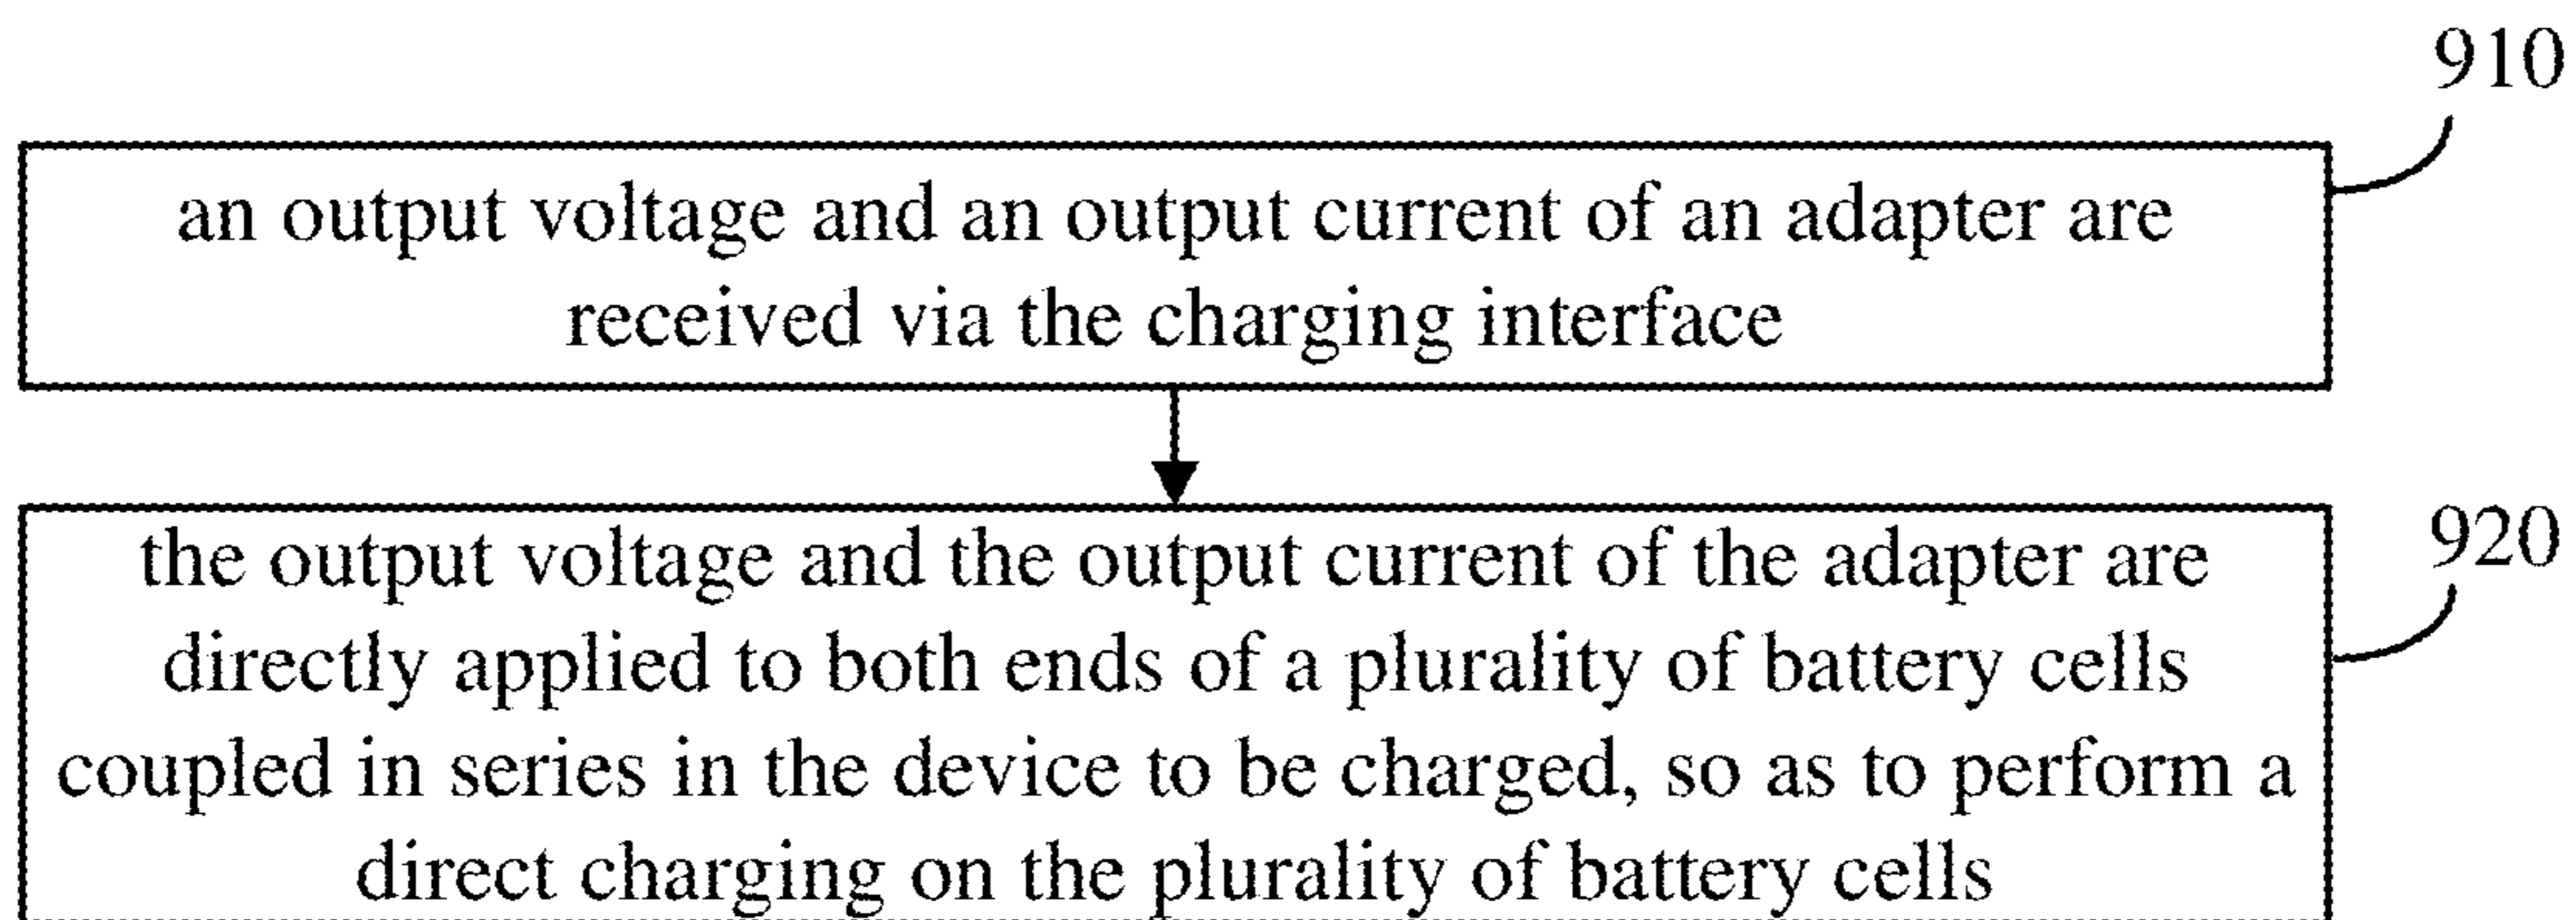 910
an output voltage and an output current of an adapter are
received via the charging interface
920
the output voltage and the output current of the adapter are
directly applied to both ends of a plurality of battery cells
coupled in series in the device to be charged, so as to perform a
direct charging on the plurality of battery cells